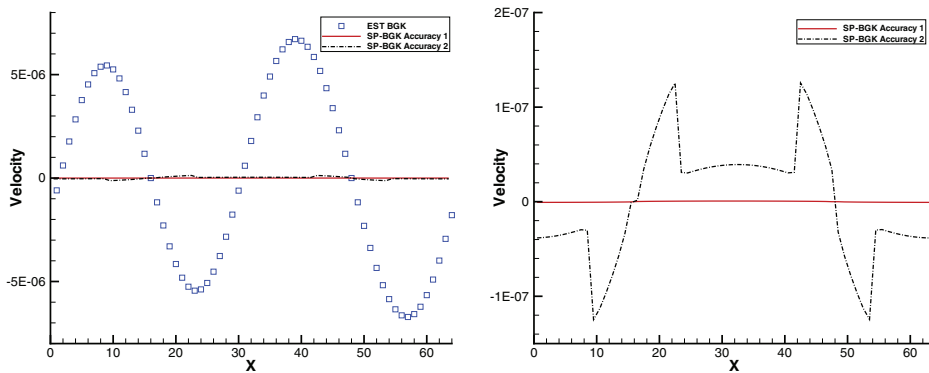 EST BGK
SP-BGK Accuracy 1
SP-BGK Accuracy 2
5E-06
0
-5E-06
Velocity
0 10 20 30 40 50 60
X
2E-07
SP-BGK Accuracy 1
SP-BGK Accuracy 2
1E-07
0
-1E-07
Velocity
0 10 20 30 40 50 60
X